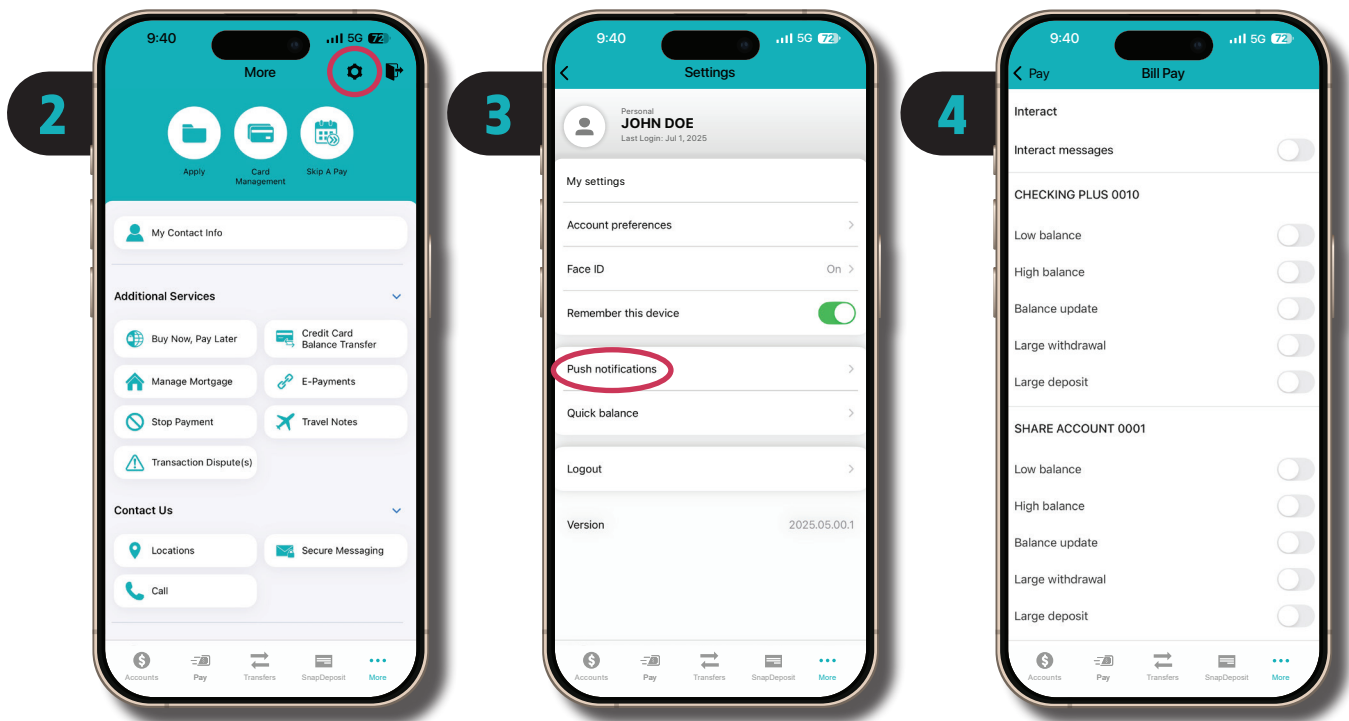 2
9:40
5G 72
More
Apply
Card
Management
Skip A Pay
My Contact Info
Additional Services
Buy Now, Pay Later
Credit Card
Balance Transfer
Manage Mortgage
E-Payments
Stop Payment
Travel Notes
Transaction Dispute(s)
Contact Us
Locations
Secure Messaging
Call
Accounts
Pay
Transfers
SnapDeposit
More
3
9:40
5G 72
Settings
Personal
JOHN DOE
Last Login: Jul 1, 2025
My settings
Account preferences
Face ID
On
Remember this device
Push notifications
Quick balance
Logout
Version
2025.05.00.1
Accounts
Pay
Transfers
SnapDeposit
More
4
9:40
5G 72
Pay
Bill Pay
Interact
Interact messages
CHECKING PLUS 0010
Low balance
High balance
Balance update
Large withdrawal
Large deposit
SHARE ACCOUNT 0001
Low balance
High balance
Balance update
Large withdrawal
Large deposit
Accounts
Pay
Transfers
SnapDeposit
More